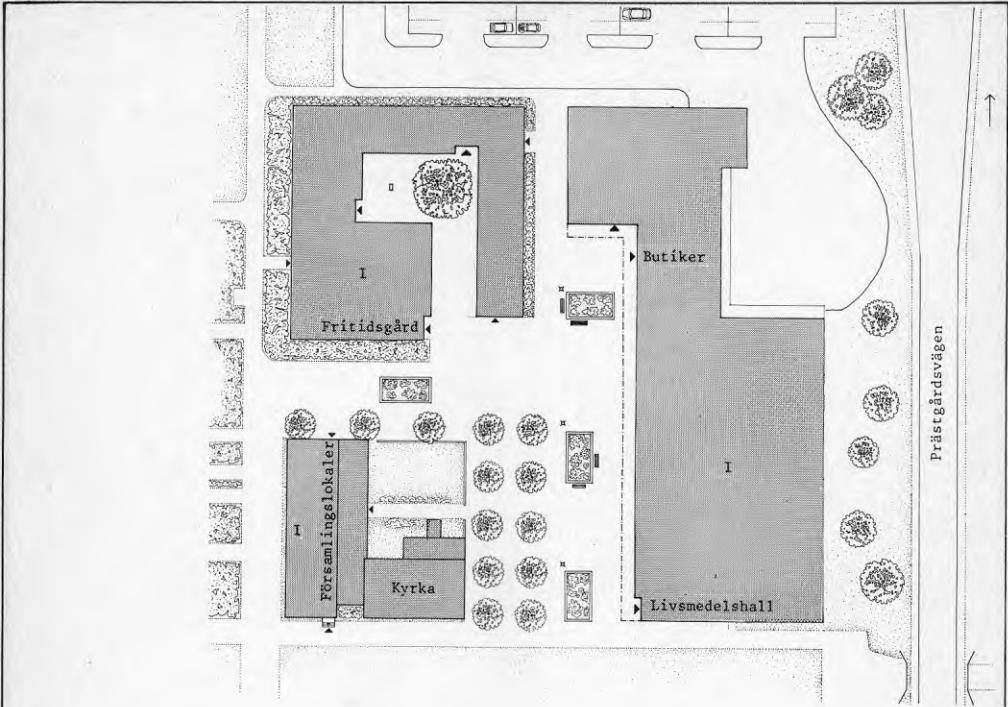 Butiker
I
Fritidsgård
Prästgårdsvägen
I
Församlingslokaler
I
Kyrka
Livsmedelshall